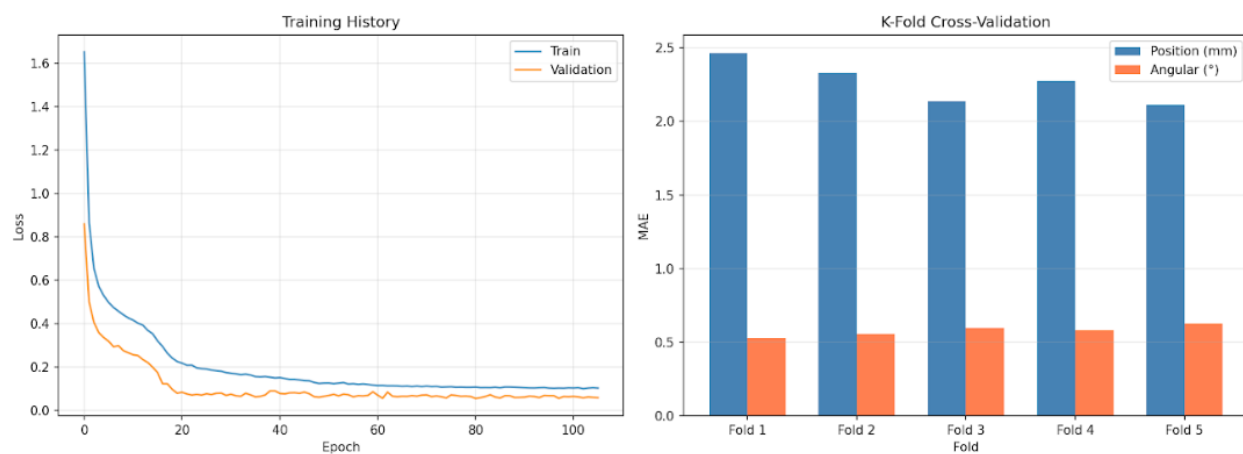 Training History
Train
Validation
1.6
1.4
1.2
1.0
0.8
0.6
0.4
0.2
0.0
Loss
0 20 40 60 80 100
Epoch
K-Fold Cross-Validation
Position (mm)
Angular (°)
2.5
2.0
1.5
1.0
0.5
0.0
MAE
Fold 1 Fold 2 Fold 3 Fold 4 Fold 5
Fold